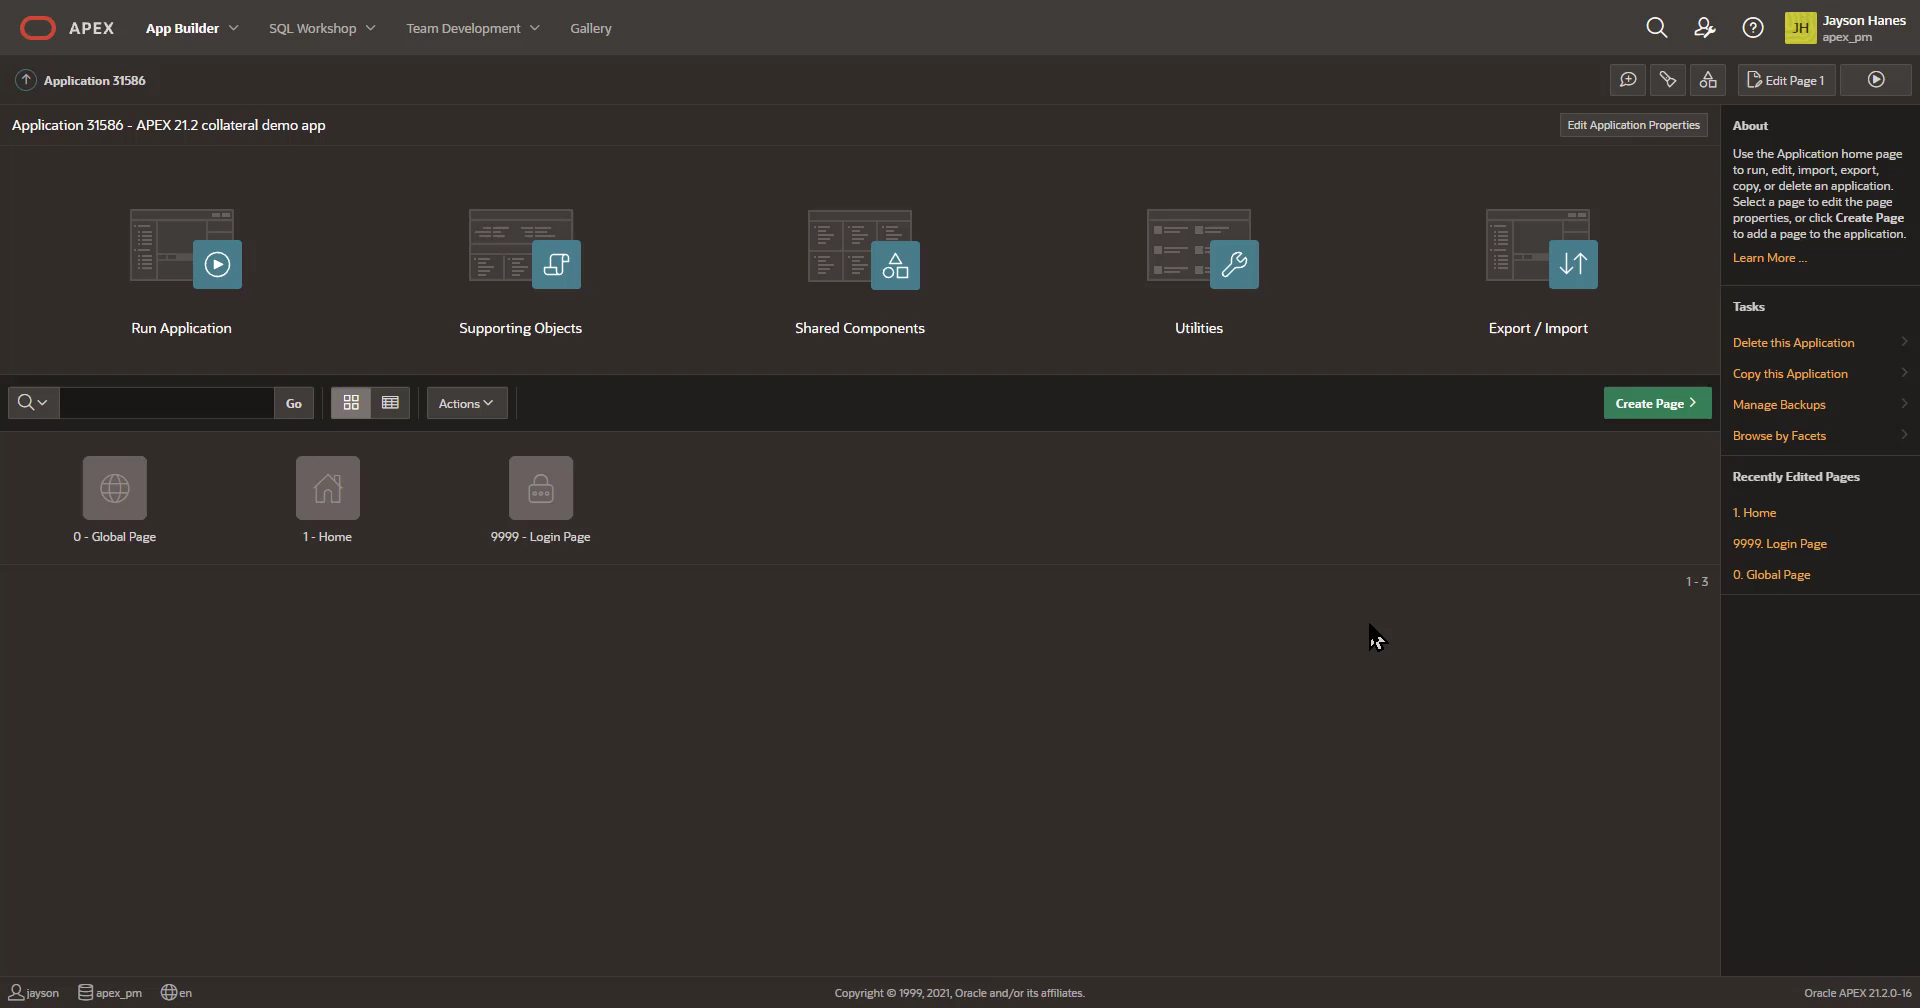 APEX
App Builder
SQL Workshop
Team Development
Gallery
JH
Jayson Hanes
apex_pm
Application 31586
Edit Page 1
Application 31586 - APEX 21.2 collateral demo app
Edit Application Properties
Run Application
Supporting Objects
Shared Components
Utilities
Export / Import
Go
Actions
Create Page
0 - Global Page
1 - Home
9999 - Login Page
1 - 3
About
Use the Application home page
to run, edit, import, export,
copy, or delete an application.
Select a page to edit the page
properties, or click Create Page
to add a page to the application.
Learn More ...
Tasks
Delete this Application
Copy this Application
Manage Backups
Browse by Facets
Recently Edited Pages
1. Home
9999. Login Page
0. Global Page
jayson
apex_pm
en
Copyright © 1999, 2021, Oracle and/or its affiliates.
Oracle APEX 21.2.0-16